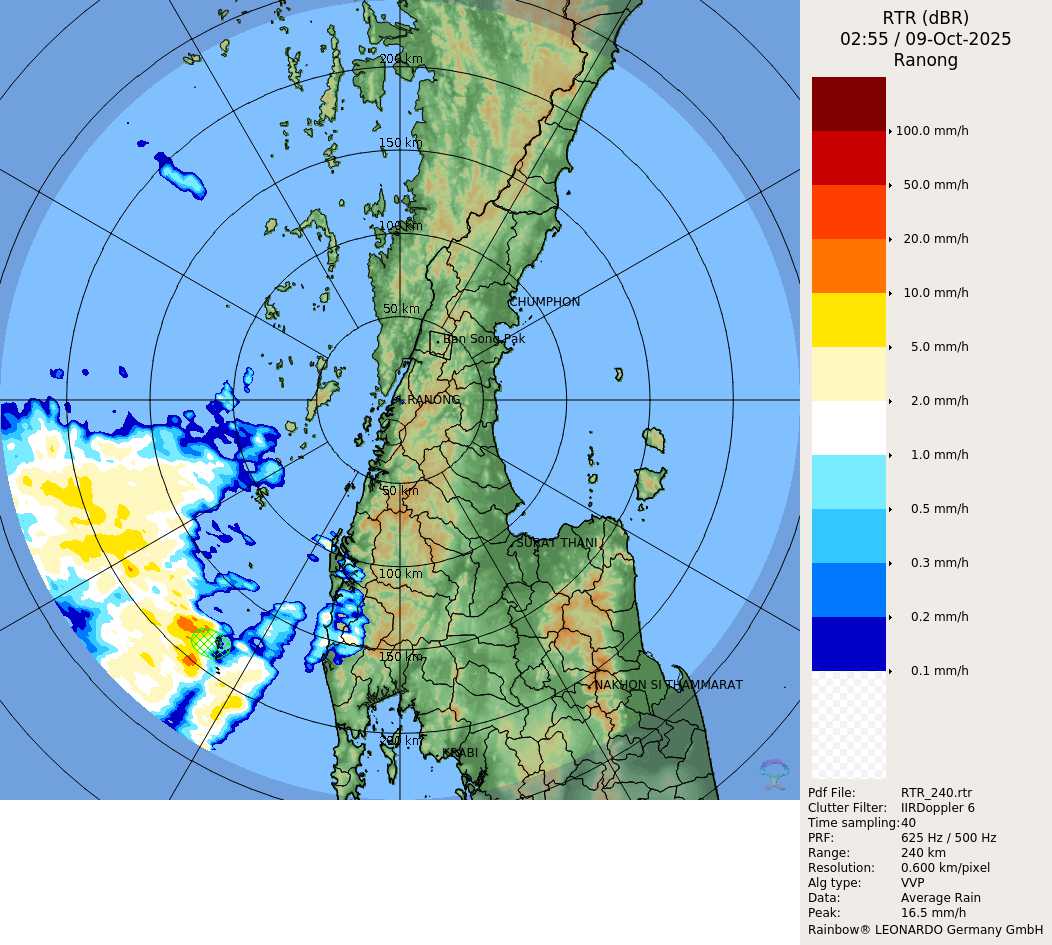 RTR (dBR)
02:55 / 09-Oct-2025
Ranong
200 km
150 km
100 km
50 km
CHUMPHON
Ban Song Pak
RANONG
50 km
SURAT THANI
100 km
150 km
NAKHON SI THAMMARAT
200 km
KRABI
100.0 mm/h
50.0 mm/h
20.0 mm/h
10.0 mm/h
5.0 mm/h
2.0 mm/h
1.0 mm/h
0.5 mm/h
0.3 mm/h
0.2 mm/h
0.1 mm/h
Pdf File: RTR_240.rtr
Clutter Filter: IIRDoppler 6
Time sampling:40
PRF: 625 Hz / 500 Hz
Range: 240 km
Resolution: 0.600 km/pixel
Alg type: VVP
Data: Average Rain
Peak: 16.5 mm/h
Rainbow® LEONARDO Germany GmbH